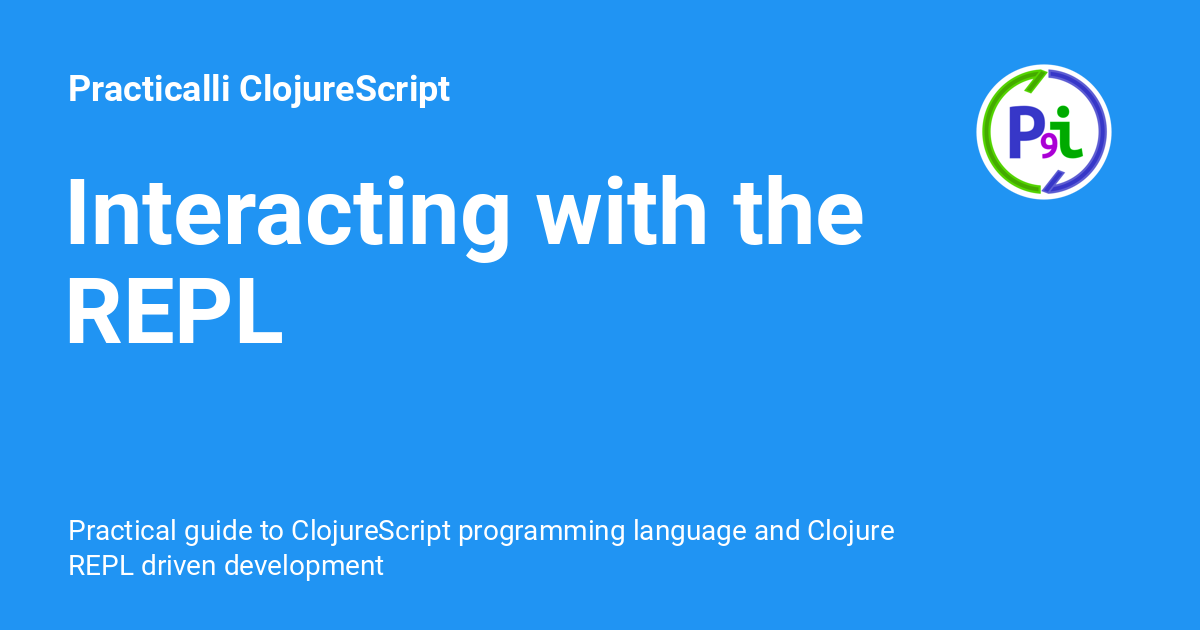 Practicalli ClojureScript
P9i
Interacting with the
REPL
Practical guide to ClojureScript programming language and Clojure
REPL driven development